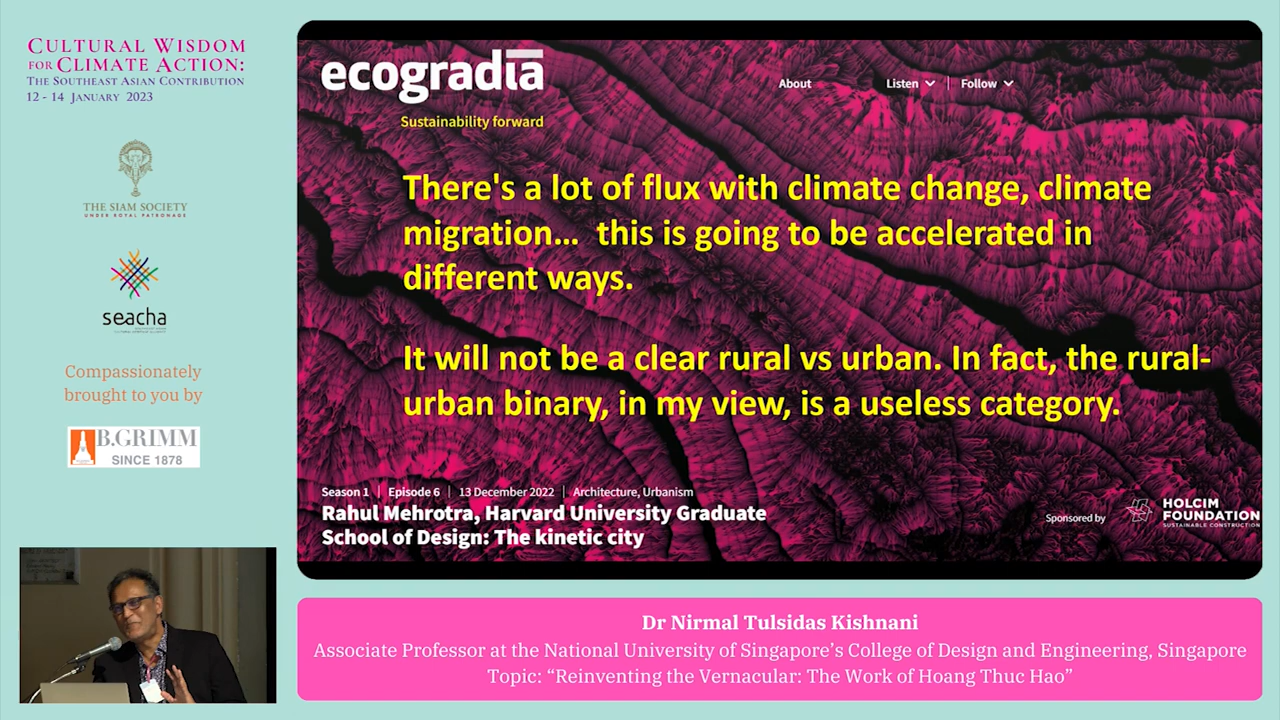 CULTURAL WISDOM
FOR CLIMATE ACTION:
THE SOUTHEAST ASIAN CONTRIBUTION
12 - 14 JANUARY 2023
THE SIAM SOCIETY
UNDER ROYAL PATRONAGE
seacha
Compassionately
brought to you by
B.GRIMM
SINCE 1878
ecogradia
Sustainability forward
About Listen Follow
There's a lot of flux with climate change, climate
migration... this is going to be accelerated in
different ways.
It will not be a clear rural vs urban. In fact, the rural-
urban binary, in my view, is a useless category.
Season 1 | Episode 6 | 13 December 2022 | Architecture, Urbanism
Rahul Mehrotra, Harvard University Graduate
School of Design: The kinetic city
Sponsored by
HOLCIM
FOUNDATION
SUSTAINABLE CONSTRUCTION
Dr Nirmal Tulsidas Kishnani
Associate Professor at the National University of Singapore's College of Design and Engineering, Singapore
Topic: “Reinventing the Vernacular: The Work of Hoang Thuc Hao”